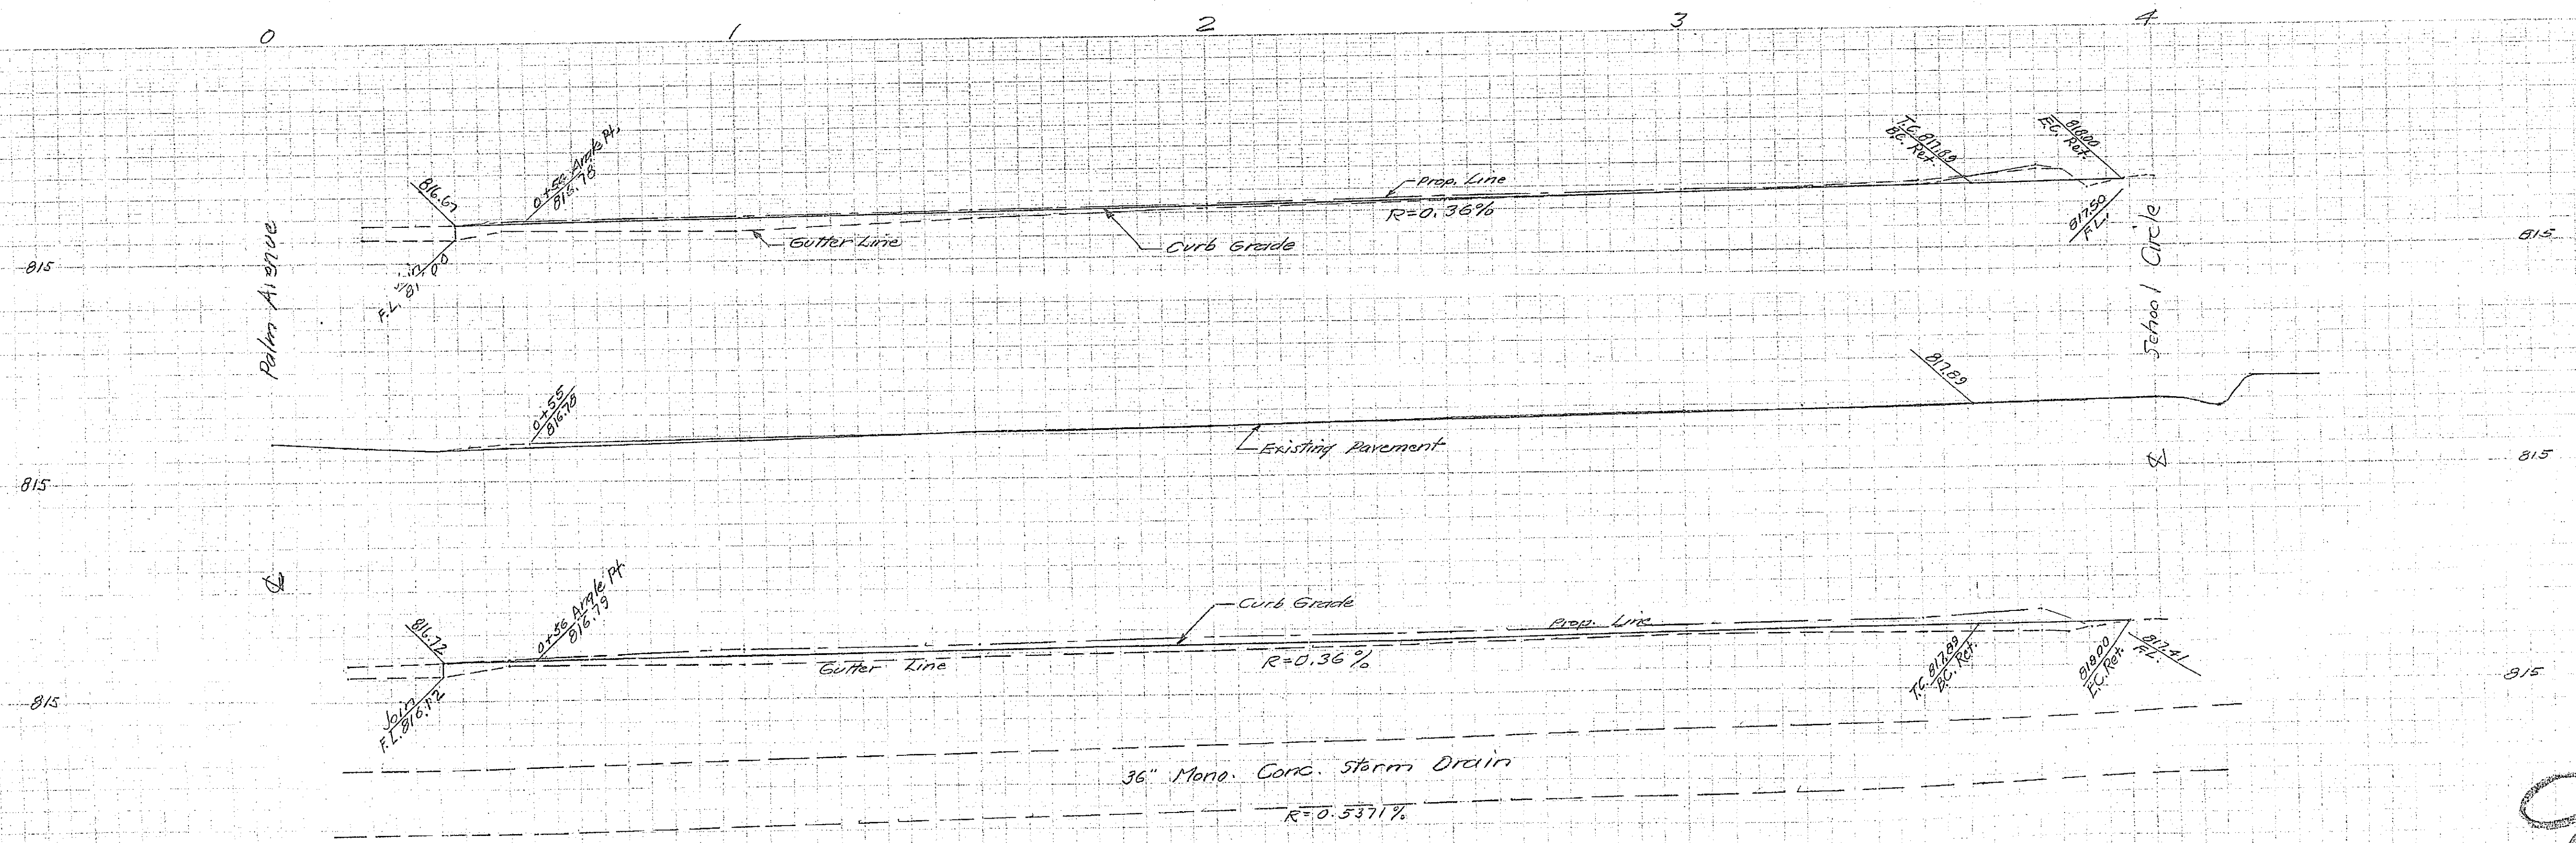 0 1 2 3 4
816.67
0+56 Angle Pt.
816.78
T.C. 817.89
B.C. Ret.
818.00
E.C. Ret.
Prop. Line
R=0.36%
Gutter Line
Curb Grade
F.L.
817.50
F.L.
815
815
Palm Avenue
School Circle
0+55
816.78
817.89
Existing Pavement
815
815
℄
℄
816.72
0+56 Angle Pt.
816.79
Curb Grade
Prop. Line
Gutter Line
R=0.36%
Join
F.L. 816.12
T.C. 817.89
B.C. Ret.
818.00
E.C. Ret.
817.41
F.L.
815
815
36" Mono. Conc. Storm Drain
R=0.5371%